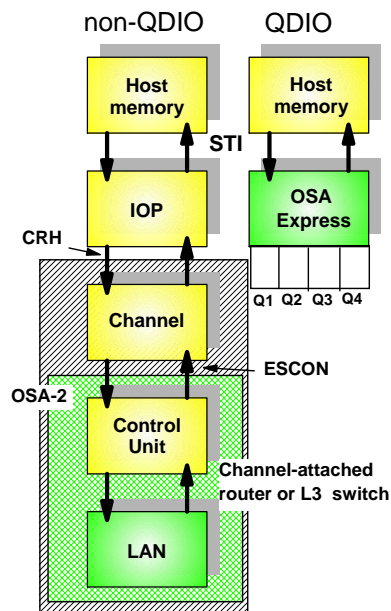 non-QDIO
QDIO
Host
memory
Host
memory
STI
IOP
OSA
Express
CRH
Q1 Q2 Q3 Q4
Channel
ESCON
OSA-2
Control
Unit
Channel-attached
router or L3 switch
LAN